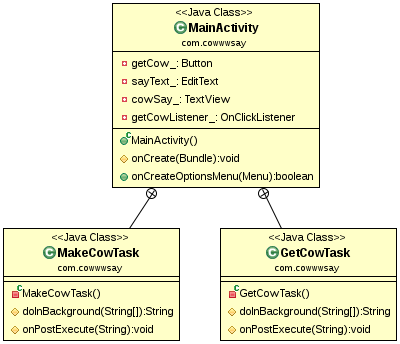 <<Java Class>>
MainActivity
com.cowwwsay
getCow_: Button
sayText_: EditText
cowSay_: TextView
getCowListener_: OnClickListener
MainActivity()
onCreate(Bundle):void
onCreateOptionsMenu(Menu):boolean
<<Java Class>>
MakeCowTask
com.cowwwsay
MakeCowTask()
doInBackground(String[]):String
onPostExecute(String):void
<<Java Class>>
GetCowTask
com.cowwwsay
GetCowTask()
doInBackground(String[]):String
onPostExecute(String):void